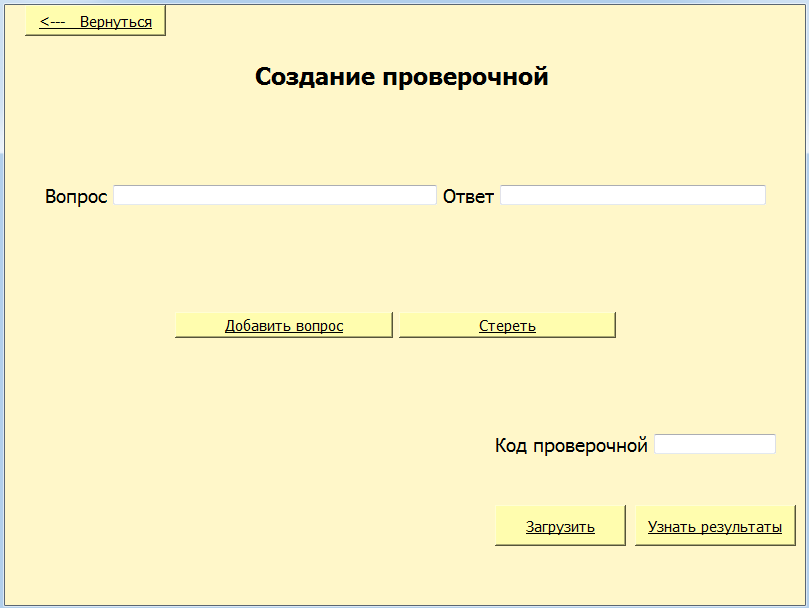 <--- Вернуться
Создание проверочной
Вопрос Ответ
Добавить вопрос Стереть
Код проверочной
Загрузить Узнать результаты